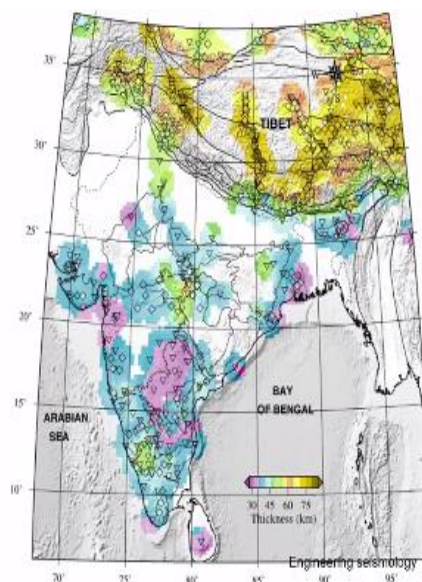 35°
TIBET
30°
25°
20°
BAY
OF BENGAL
15°
ARABIAN
SEA
10°
30 45 60 75
Thickness (km)
Engineering seismology
70° 75° 80° 85° 90° 95°